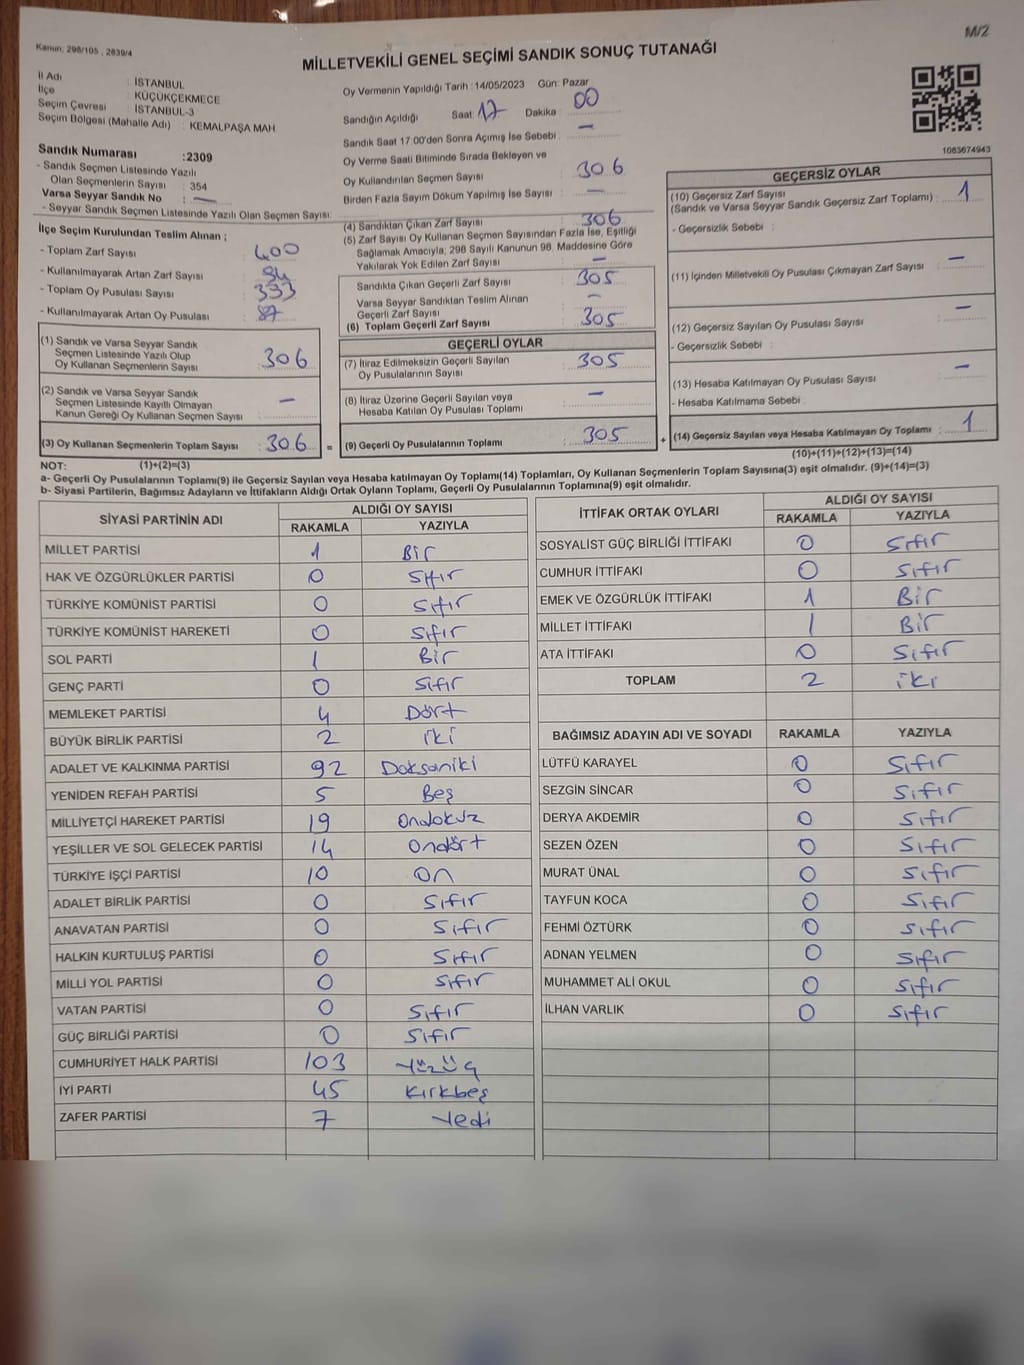 M/2
Kanun: 298/105 , 2839/4
MİLLETVEKİLİ GENEL SEÇİMİ SANDIK SONUÇ TUTANAĞI
İl Adı : İSTANBUL
İlçe : KÜÇÜKÇEKMECE
Seçim Çevresi : İSTANBUL-3
Seçim Bölgesi (Mahalle Adı) : KEMALPAŞA MAH.
Sandık Numarası :2309
- Sandık Seçmen Listesinde Yazılı
Olan Seçmenlerin Sayısı : 354
Varsa Seyyar Sandık No : —
- Seyyar Sandık Seçmen Listesinde Yazılı Olan Seçmen Sayısı:
İlçe Seçim Kurulundan Teslim Alınan ;
- Toplam Zarf Sayısı : 400
- Kullanılmayarak Artan Zarf Sayısı : 94
- Toplam Oy Pusulası Sayısı : 393
- Kullanılmayarak Artan Oy Pusulası : 87
Oy Vermenin Yapıldığı Tarih :14/05/2023 Gün: Pazar
Sandığın Açıldığı Saat: 17 Dakika : 00
Sandık Saat 17:00'den Sonra Açımış İse Sebebi : —
Oy Verme Saati Bitiminde Sırada Bekleyen ve
Oy Kullandırılan Seçmen Sayısı : 306
Birden Fazla Sayım Döküm Yapılmış İse Sayısı : —
(4) Sandıktan Çıkan Zarf Sayısı : 306
(5) Zarf Sayısı Oy Kullanan Seçmen Sayısından Fazla İse, Eşitliği
Sağlamak Amacıyla; 298 Sayılı Kanunun 98. Maddesine Göre
Yakılarak Yok Edilen Zarf Sayısı : —
Sandıkta Çıkan Geçerli Zarf Sayısı : 305
Varsa Seyyar Sandıktan Teslim Alınan
Geçerli Zarf Sayısı : —
(6) Toplam Geçerli Zarf Sayısı : 305
1083674943
GEÇERSİZ OYLAR
(10) Geçersiz Zarf Sayısı
(Sandık ve Varsa Seyyar Sandık Geçersiz Zarf Toplamı) : 1
- Geçersizlik Sebebi :
(11) İçinden Milletvekili Oy Pusulası Çıkmayan Zarf Sayısı : —
(12) Geçersiz Sayılan Oy Pusulası Sayısı : —
- Geçersizlik Sebebi :
(13) Hesaba Katılmayan Oy Pusulası Sayısı : —
- Hesaba Katılmama Sebebi :
(14) Geçersiz Sayılan veya Hesaba Katılmayan Oy Toplamı : 1
(10)+(11)+(12)+(13)=(14)
(1) Sandık ve Varsa Seyyar Sandık
Seçmen Listesinde Yazılı Olup
Oy Kullanan Seçmenlerin Sayısı : 306
(2) Sandık ve Varsa Seyyar Sandık
Seçmen Listesinde Kayıtlı Olmayan
Kanun Gereği Oy Kullanan Seçmen Sayısı : —
(3) Oy Kullanan Seçmenlerin Toplam Sayısı : 306 =
GEÇERLİ OYLAR
(7) İtiraz Edilmeksizin Geçerli Sayılan
Oy Pusulalarının Sayısı : 305
(8) İtiraz Üzerine Geçerli Sayılan veya
Hesaba Katılan Oy Pusulası Toplamı : —
(9) Geçerli Oy Pusulalarının Toplamı : 305 +
NOT: (1)+(2)=(3)
a- Geçerli Oy Pusulalarının Toplamı(9) ile Geçersiz Sayılan veya Hesaba katılmayan Oy Toplamı(14) Toplamları, Oy Kullanan Seçmenlerin Toplam Sayısına(3) eşit olmalıdır. (9)+(14)=(3)
b- Siyasi Partilerin, Bağımsız Adayların ve İttifakların Aldığı Ortak Oyların Toplamı, Geçerli Oy Pusulalarının Toplamına(9) eşit olmalıdır.
SİYASİ PARTİNİN ADI ALDIĞI OY SAYISI
RAKAMLA YAZIYLA
MİLLET PARTİSİ 1 Bir
HAK VE ÖZGÜRLÜKLER PARTİSİ 0 Sıfır
TÜRKİYE KOMÜNİST PARTİSİ 0 Sıfır
TÜRKİYE KOMÜNİST HAREKETİ 0 Sıfır
SOL PARTİ 1 Bir
GENÇ PARTİ 0 Sıfır
MEMLEKET PARTİSİ 4 Dört
BÜYÜK BİRLİK PARTİSİ 2 iki
ADALET VE KALKINMA PARTİSİ 92 Doksaniki
YENİDEN REFAH PARTİSİ 5 Beş
MİLLİYETÇİ HAREKET PARTİSİ 19 Ondokuz
YEŞİLLER VE SOL GELECEK PARTİSİ 14 Ondört
TÜRKİYE İŞÇİ PARTİSİ 10 On
ADALET BİRLİK PARTİSİ 0 Sıfır
ANAVATAN PARTİSİ 0 Sıfır
HALKIN KURTULUŞ PARTİSİ 0 Sıfır
MİLLİ YOL PARTİSİ 0 Sıfır
VATAN PARTİSİ 0 Sıfır
GÜÇ BİRLİĞİ PARTİSİ 0 Sıfır
CUMHURİYET HALK PARTİSİ 103 Yüzüç
İYİ PARTİ 45 Kırkbeş
ZAFER PARTİSİ 7 Yedi
İTTİFAK ORTAK OYLARI ALDIĞI OY SAYISI
RAKAMLA YAZIYLA
SOSYALİST GÜÇ BİRLİĞİ İTTİFAKI 0 Sıfır
CUMHUR İTTİFAKI 0 Sıfır
EMEK VE ÖZGÜRLÜK İTTİFAKI 1 Bir
MİLLET İTTİFAKI 1 Bir
ATA İTTİFAKI 0 Sıfır
TOPLAM 2 iki
BAĞIMSIZ ADAYIN ADI VE SOYADI RAKAMLA YAZIYLA
LÜTFÜ KARAYEL 0 Sıfır
SEZGİN SİNCAR 0 Sıfır
DERYA AKDEMİR 0 Sıfır
SEZEN ÖZEN 0 Sıfır
MURAT ÜNAL 0 Sıfır
TAYFUN KOCA 0 Sıfır
FEHMİ ÖZTÜRK 0 Sıfır
ADNAN YELMEN 0 Sıfır
MUHAMMET ALİ OKUL 0 Sıfır
İLHAN VARLIK 0 Sıfır